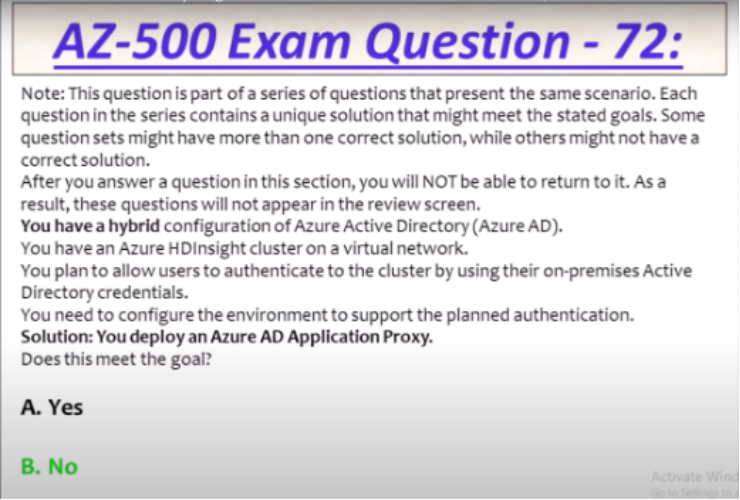 AZ-500 Exam Question - 72:
Note: This question is part of a series of questions that present the same scenario. Each
question in the series contains a unique solution that might meet the stated goals. Some
question sets might have more than one correct solution, while others might not have a
correct solution.
After you answer a question in this section, you will NOT be able to return to it. As a
result, these questions will not appear in the review screen.
You have a hybrid configuration of Azure Active Directory (Azure AD).
You have an Azure HDInsight cluster on a virtual network.
You plan to allow users to authenticate to the cluster by using their on-premises Active
Directory credentials.
You need to configure the environment to support the planned authentication.
Solution: You deploy an Azure AD Application Proxy.
Does this meet the goal?
A. Yes
B. No
Activate Wind
Go to Settings to a